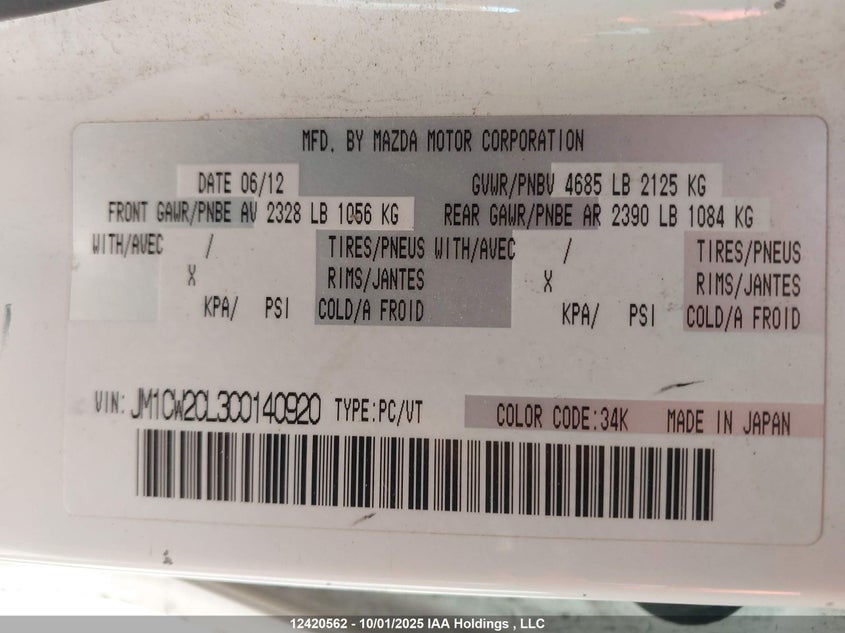 MFD. BY MAZDA MOTOR CORPORATION
DATE 06/12 GVWR/PNBV 4685 LB 2125 KG
FRONT GAWR/PNBE AV 2328 LB 1056 KG REAR GAWR/PNBE AR 2390 LB 1084 KG
WITH/AVEC / TIRES/PNEUS WITH/AVEC / TIRES/PNEUS
X RIMS/JANTES X RIMS/JANTES
KPA/ PSI COLD/A FROID KPA/ PSI COLD/A FROID
VIN: JM1CW2CL3C0140920 TYPE:PC/VT COLOR CODE:34K MADE IN JAPAN
12420562 - 10/01/2025 IAA Holdings , LLC